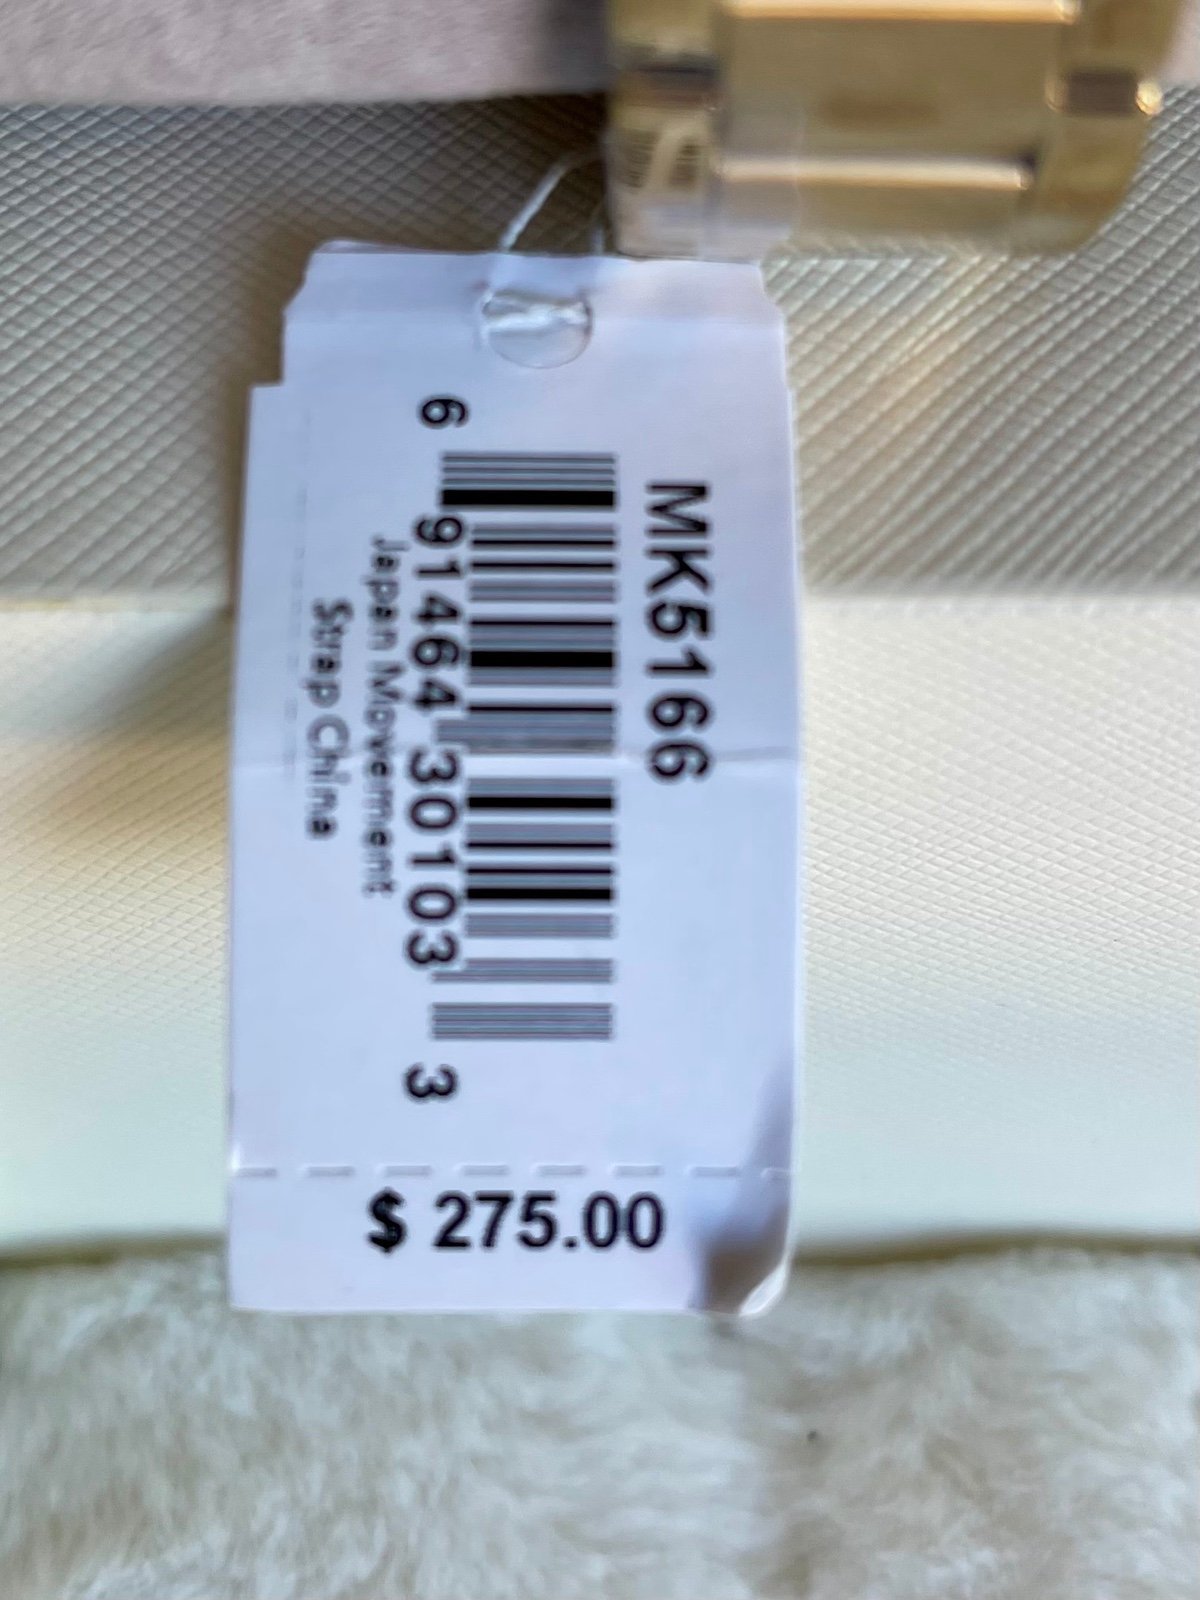 MK5166
6 91464 30103 3
Japan Movement
Strap China
$ 275.00